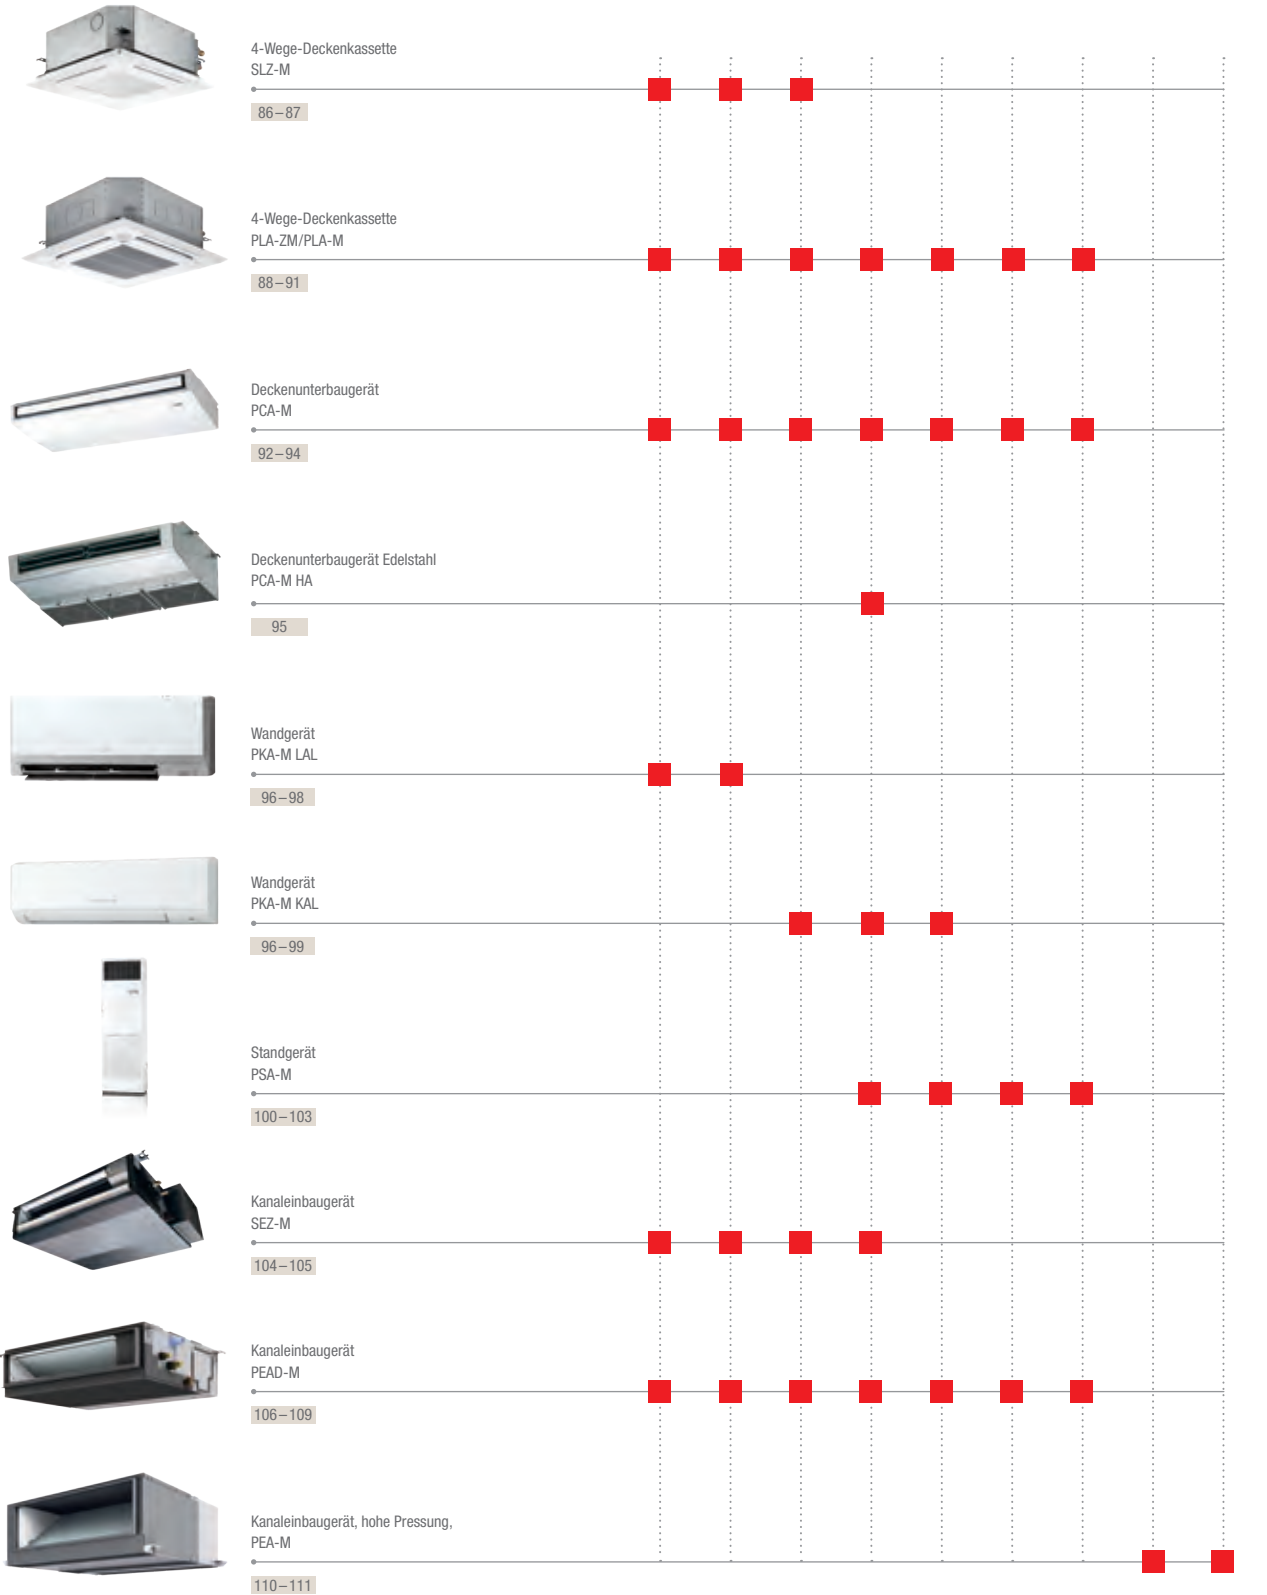 4-Wege-Deckenkassette
SLZ-M
86–87
4-Wege-Deckenkassette
PLA-ZM/PLA-M
88–91
Deckenunterbaugerät
PCA-M
92–94
Deckenunterbaugerät Edelstahl
PCA-M HA
95
Wandgerät
PKA-M LAL
96–98
Wandgerät
PKA-M KAL
96–99
Standgerät
PSA-M
100–103
Kanaleinbaugerät
SEZ-M
104–105
Kanaleinbaugerät
PEAD-M
106–109
Kanaleinbaugerät, hohe Pressung,
PEA-M
110–111